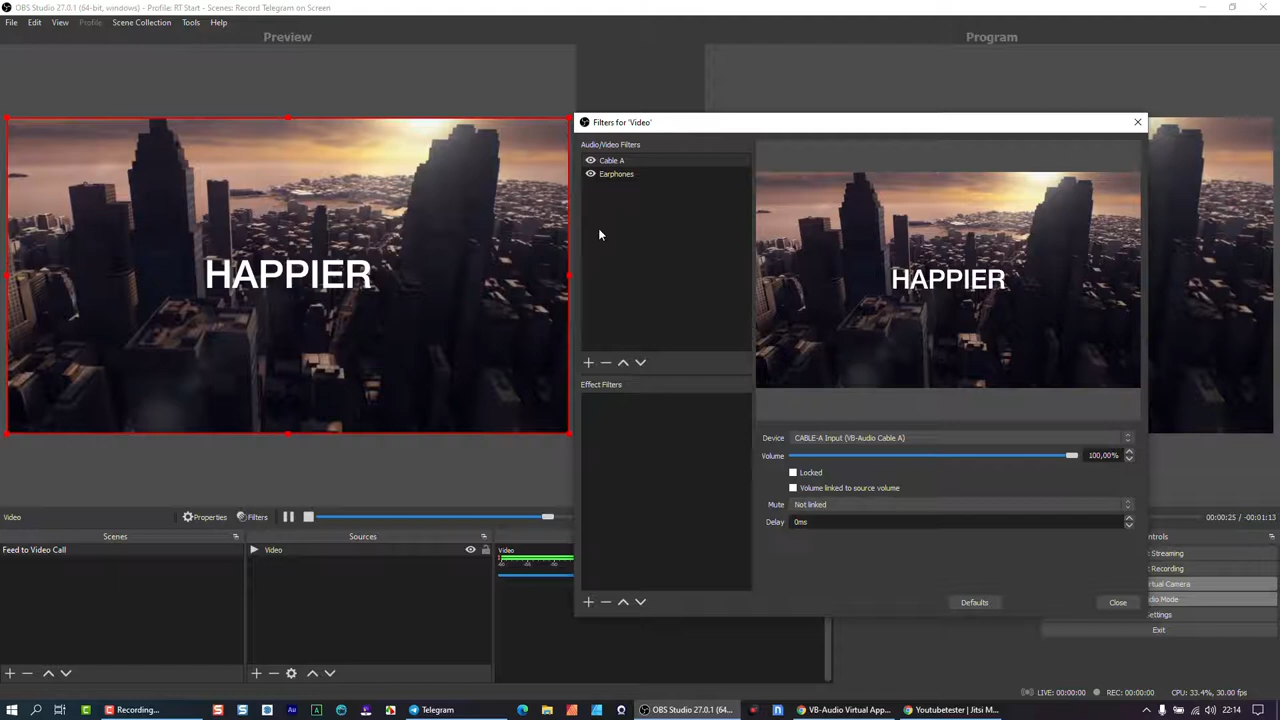 OBS Studio 27.0.1 (64-bit, windows) - Profile: RT Start - Scenes: Record Telegram on Screen
File Edit View Profile Scene Collection Tools Help
Preview
Program
HAPPIER
Filters for 'Video'
Audio/Video Filters
Cable A
Earphones
Effect Filters
HAPPIER
Device CABLE-A Input (VB-Audio Cable A)
Volume 100,00%
Locked
Volume linked to source volume
Mute Not linked
Delay 0ms
Defaults Close
Video Properties Filters
00:00:25 / -00:01:13
Scenes
Feed to Video Call
Sources
Video
Video
-60
ntrols
t Streaming
t Recording
rtual Camera
dio Mode
Settings
Exit
LIVE: 00:00:00 REC: 00:00:00 CPU: 33.4%, 30.00 fps
Recording... Telegram OBS Studio 27.0.1 (64... VB-Audio Virtual App... Youtubetester | Jitsi M... 22:14